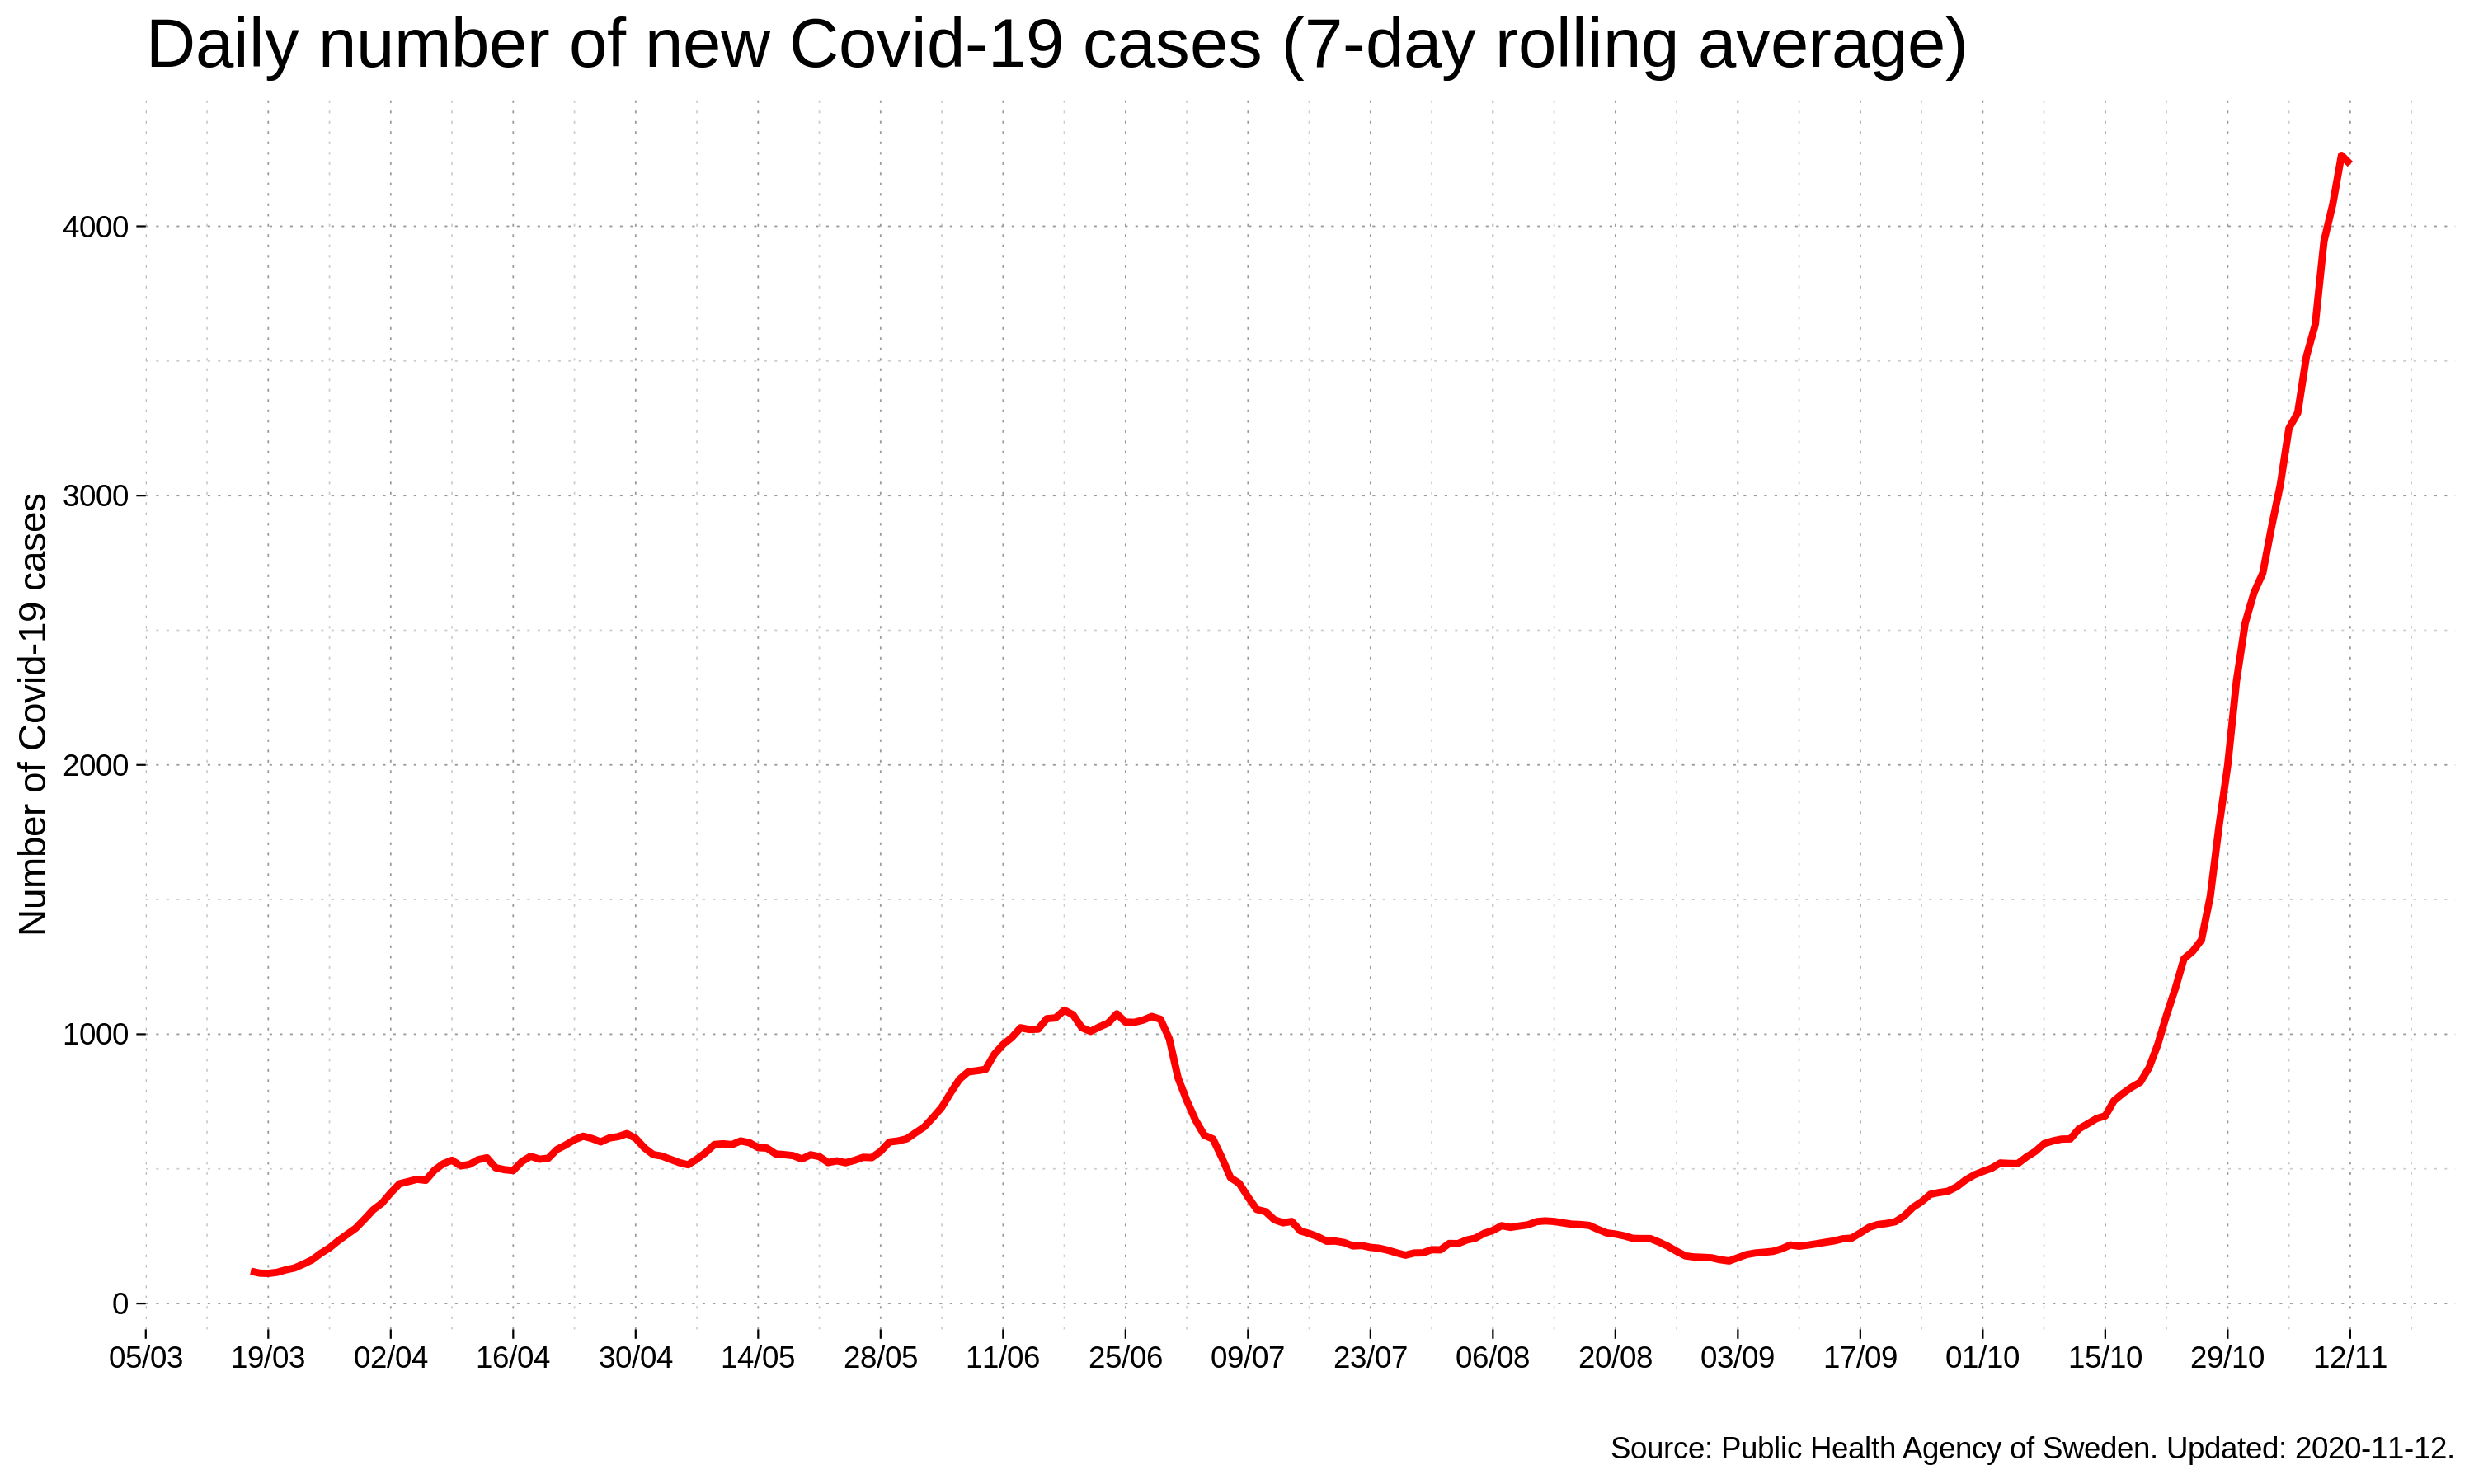 Daily number of new Covid-19 cases (7-day rolling average)
Number of Covid-19 cases
4000
3000
2000
1000
0
05/03 19/03 02/04 16/04 30/04 14/05 28/05 11/06 25/06 09/07 23/07 06/08 20/08 03/09 17/09 01/10 15/10 29/10 12/11
Source: Public Health Agency of Sweden. Updated: 2020-11-12.